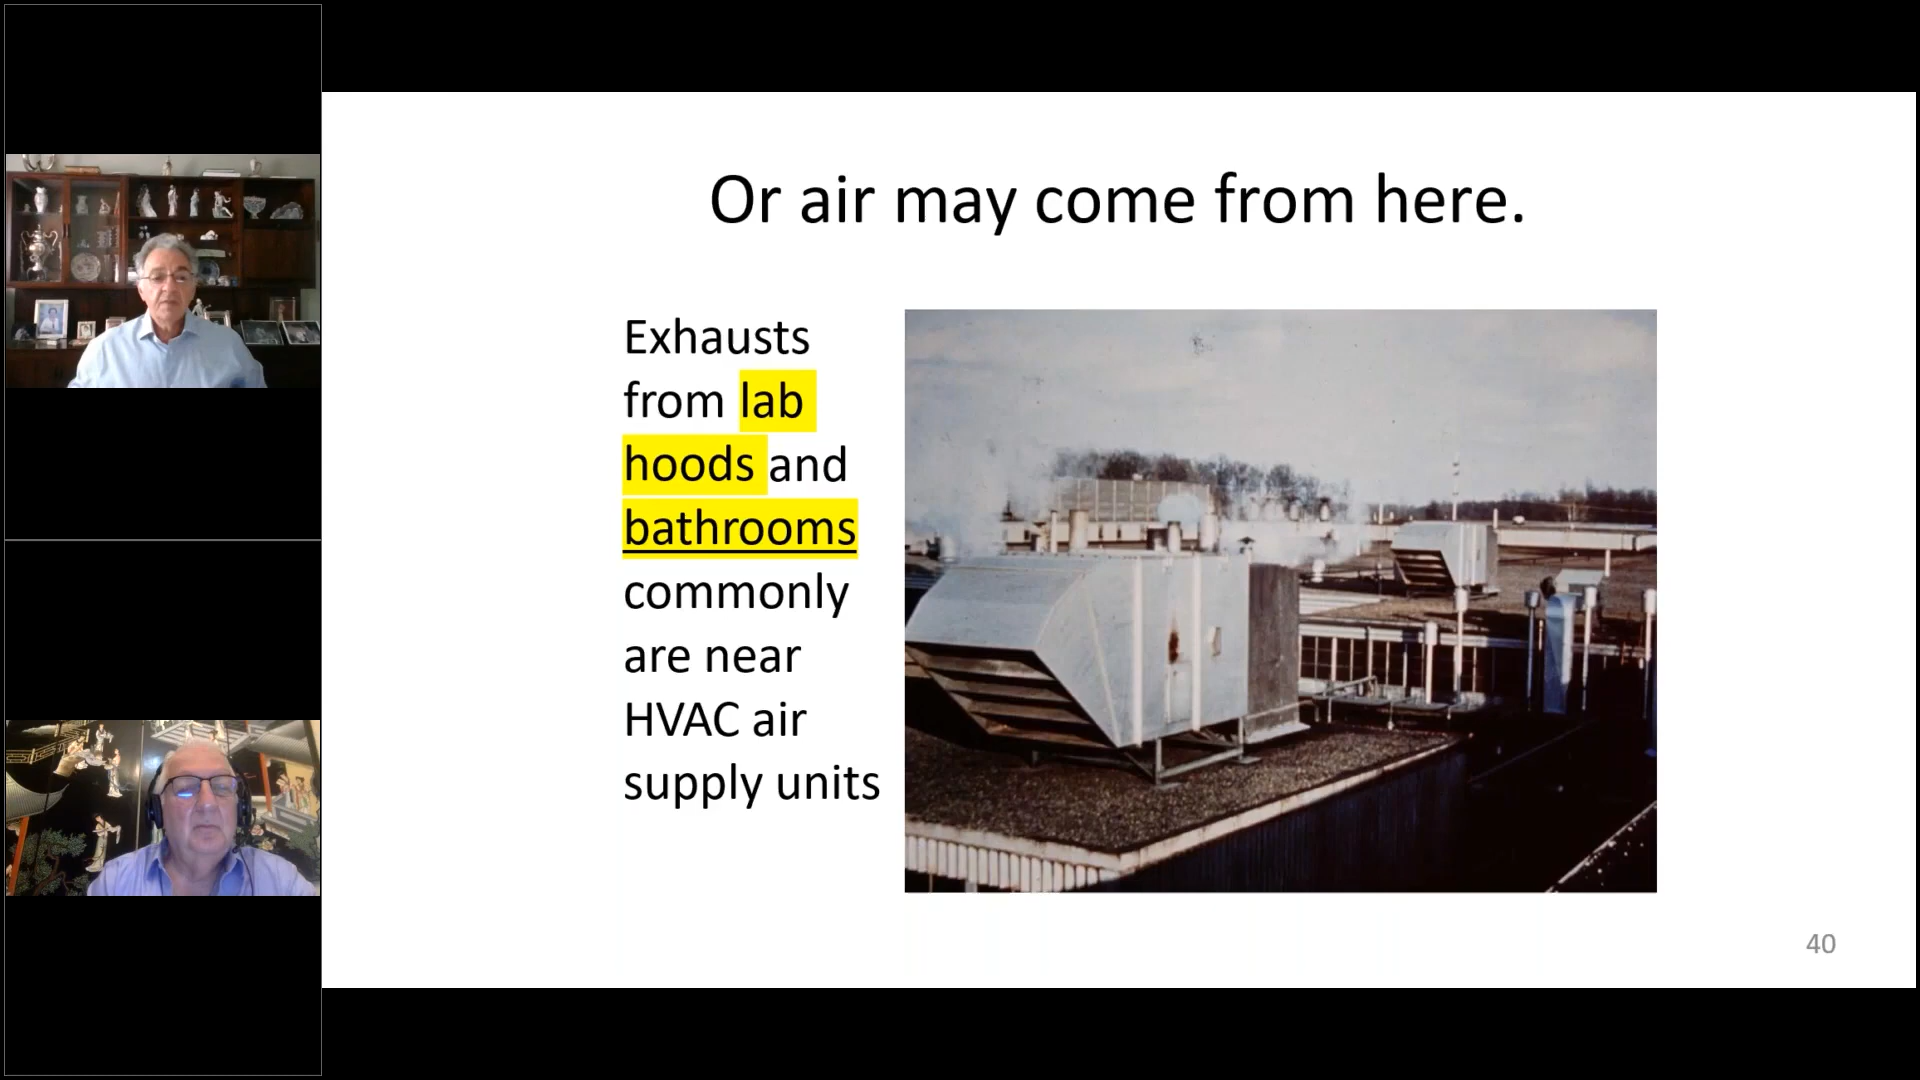 Or air may come from here.
Exhausts
from lab
hoods and
bathrooms
commonly
are near
HVAC air
supply units
40